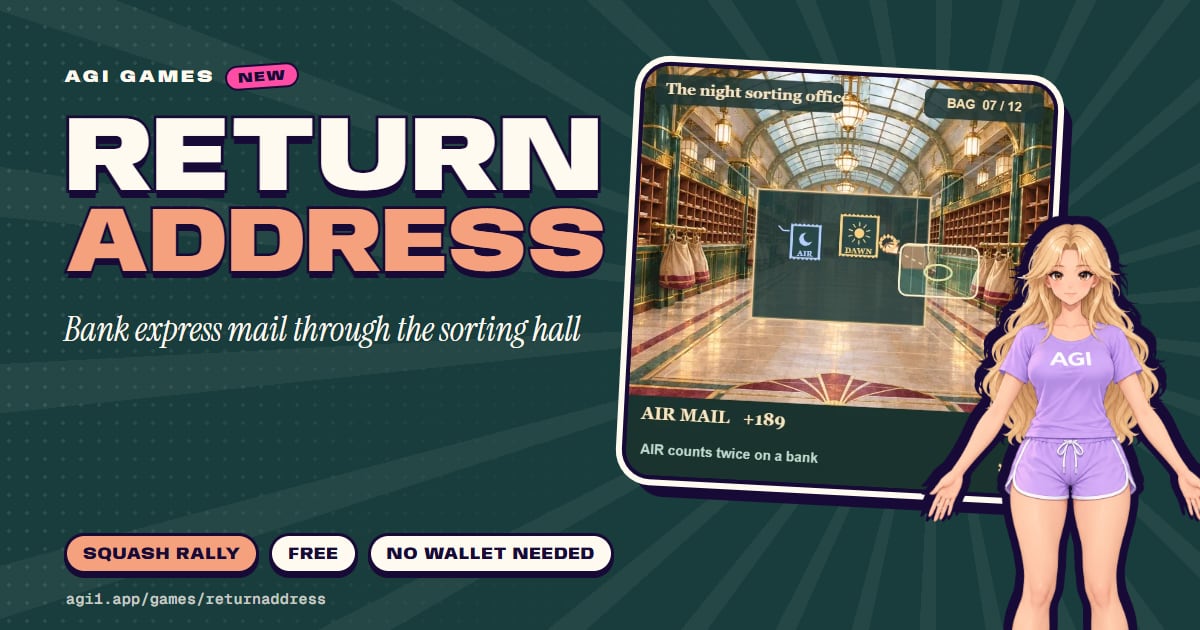 AGI GAMES NEW
RETURN
ADDRESS
Bank express mail through the sorting hall
SQUASH RALLY
FREE
NO WALLET NEEDED
agi1.app/games/returnaddress
The night sorting office
BAG 07 / 12
AIR
DAWN
AIR MAIL +189
AIR counts twice on a bank
AGI